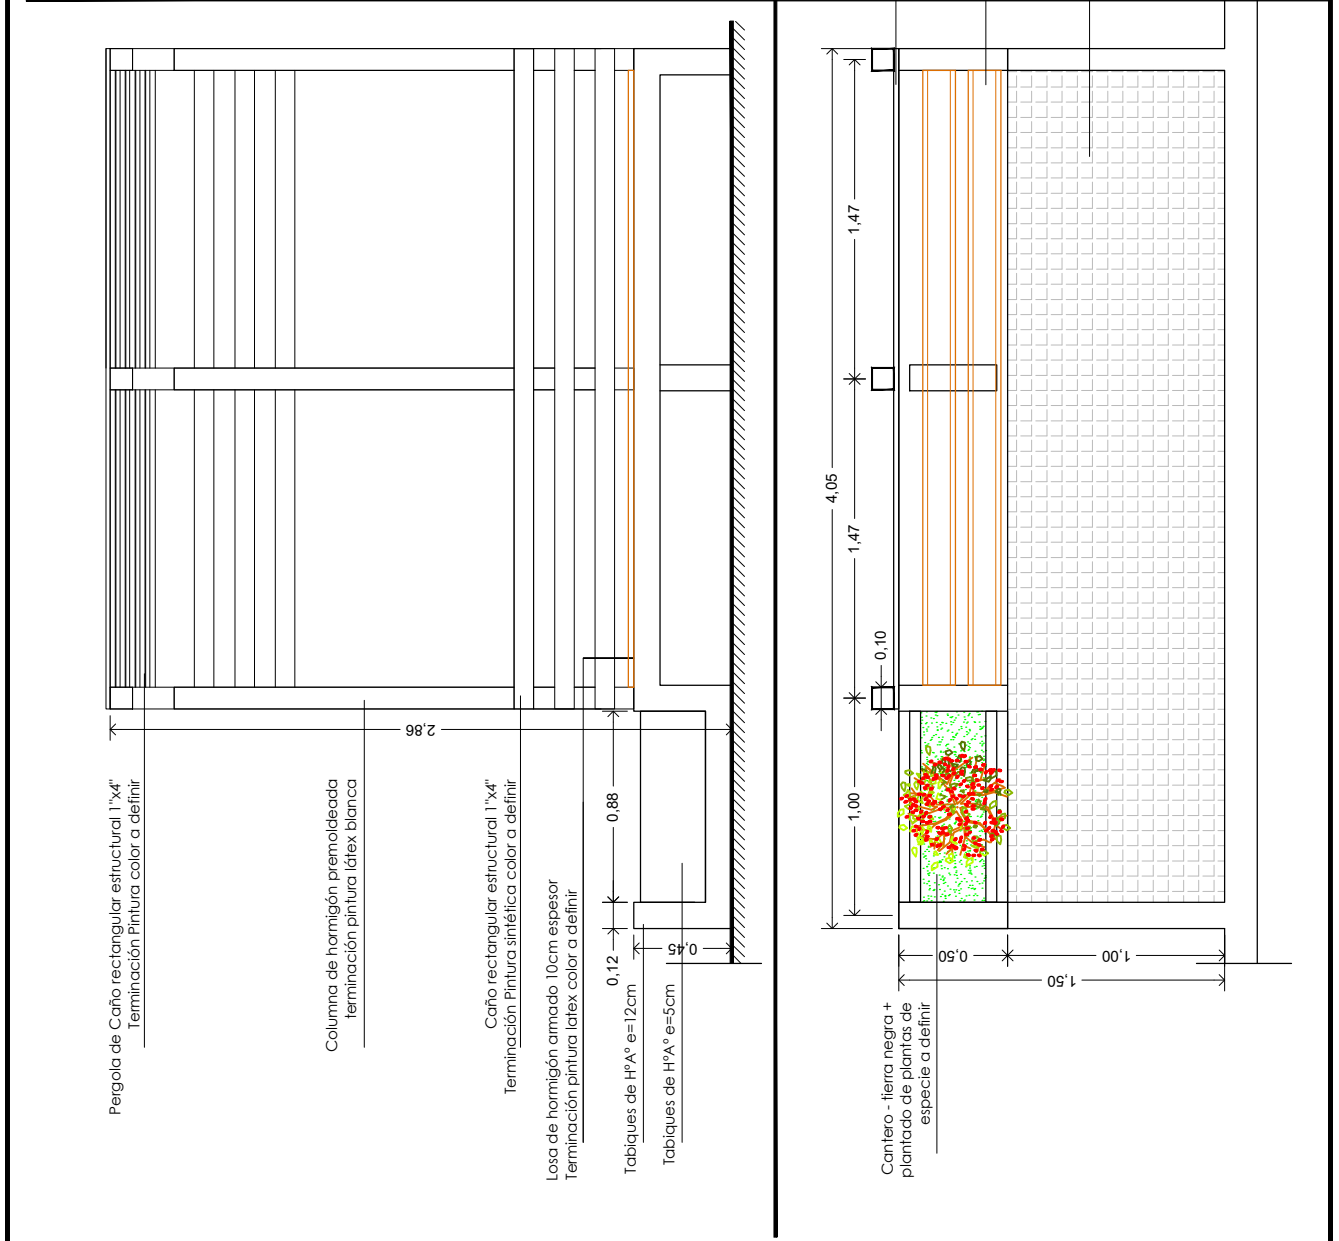 Pergola de Caño rectangular estructural 1"x4"
Terminación Pintura color a definir
Columna de hormigón premoldeada
terminación pintura látex blanca
Caño rectangular estructural 1"x4"
Terminación Pintura sintética color a definir
Losa de hormigón armado 10cm espesor
Terminación pintura latex color a definir
Tabiques de HºAº e=12cm
Tabiques de HºAº e=5cm
2,86
0,88
0,12
0,45
4,05
1,47
1,47
0,10
1,00
0,50
1,00
1,50
Cantero - tierra negra +
plantado de plantas de
especie a definir